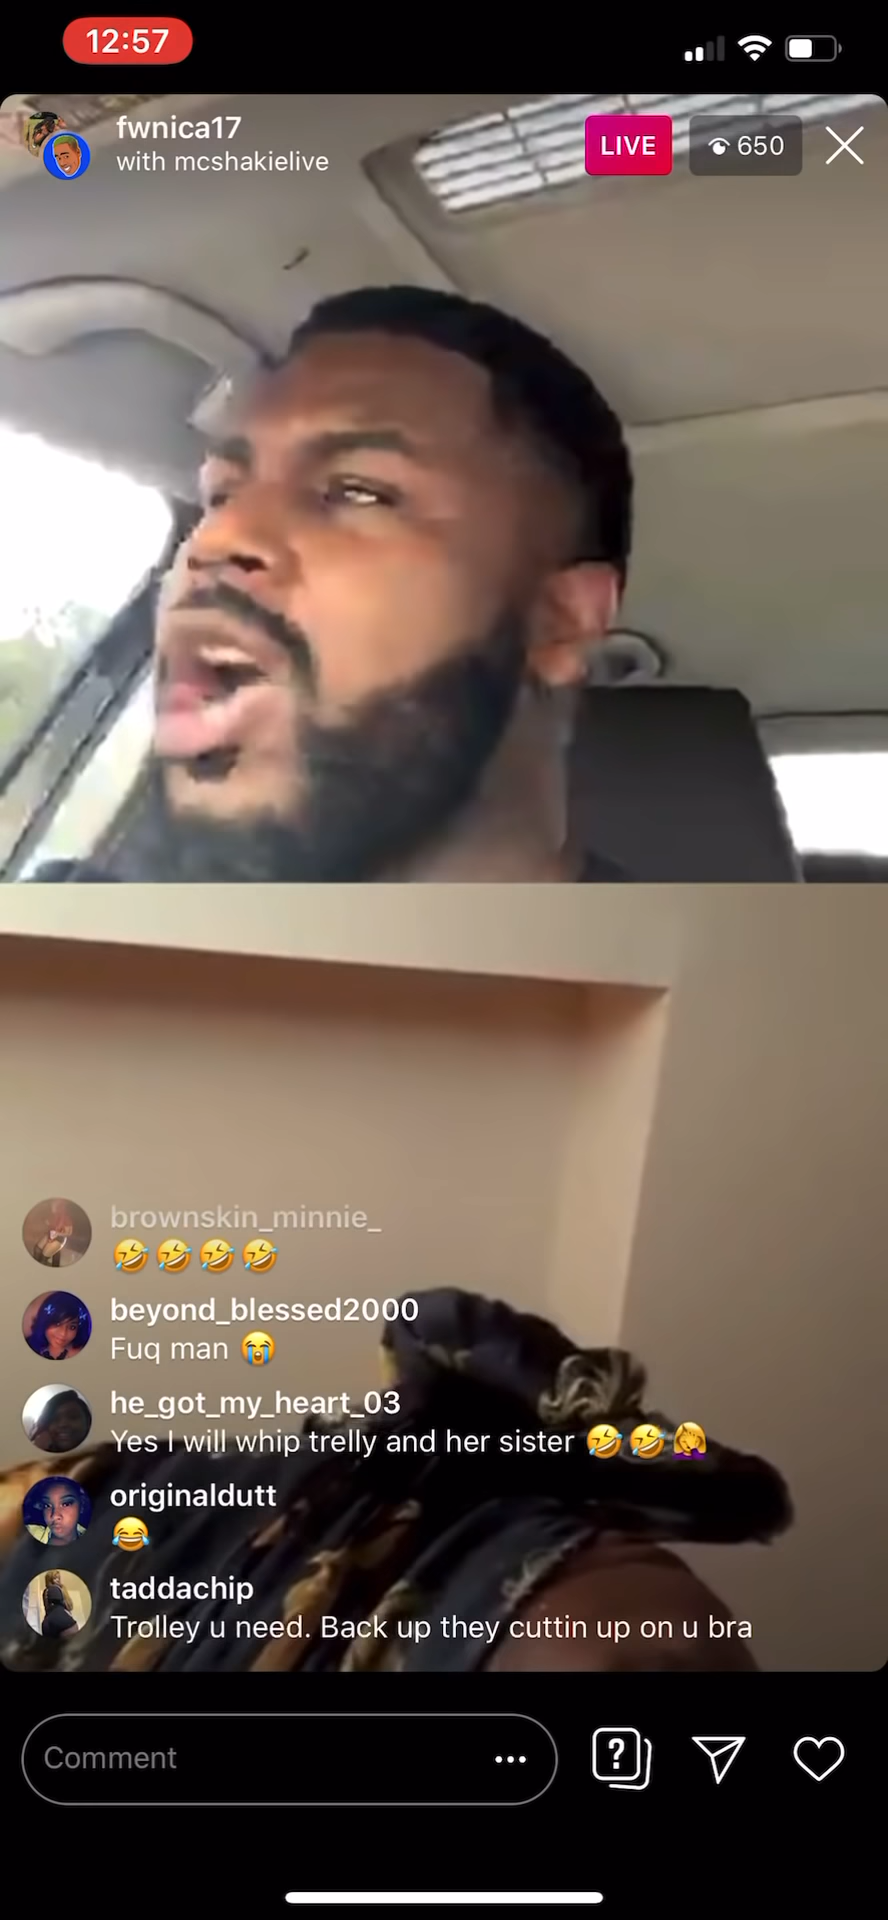 12:57
fwnica17
with mcshakielive
LIVE
650
brownskin_minnie_
🤣🤣🤣🤣
beyond_blessed2000
Fuq man 😭
he_got_my_heart_03
Yes I will whip trelly and her sister 🤣🤣🤦‍♀️
originaldutt
😂
taddachip
Trolley u need. Back up they cuttin up on u bra
Comment
?